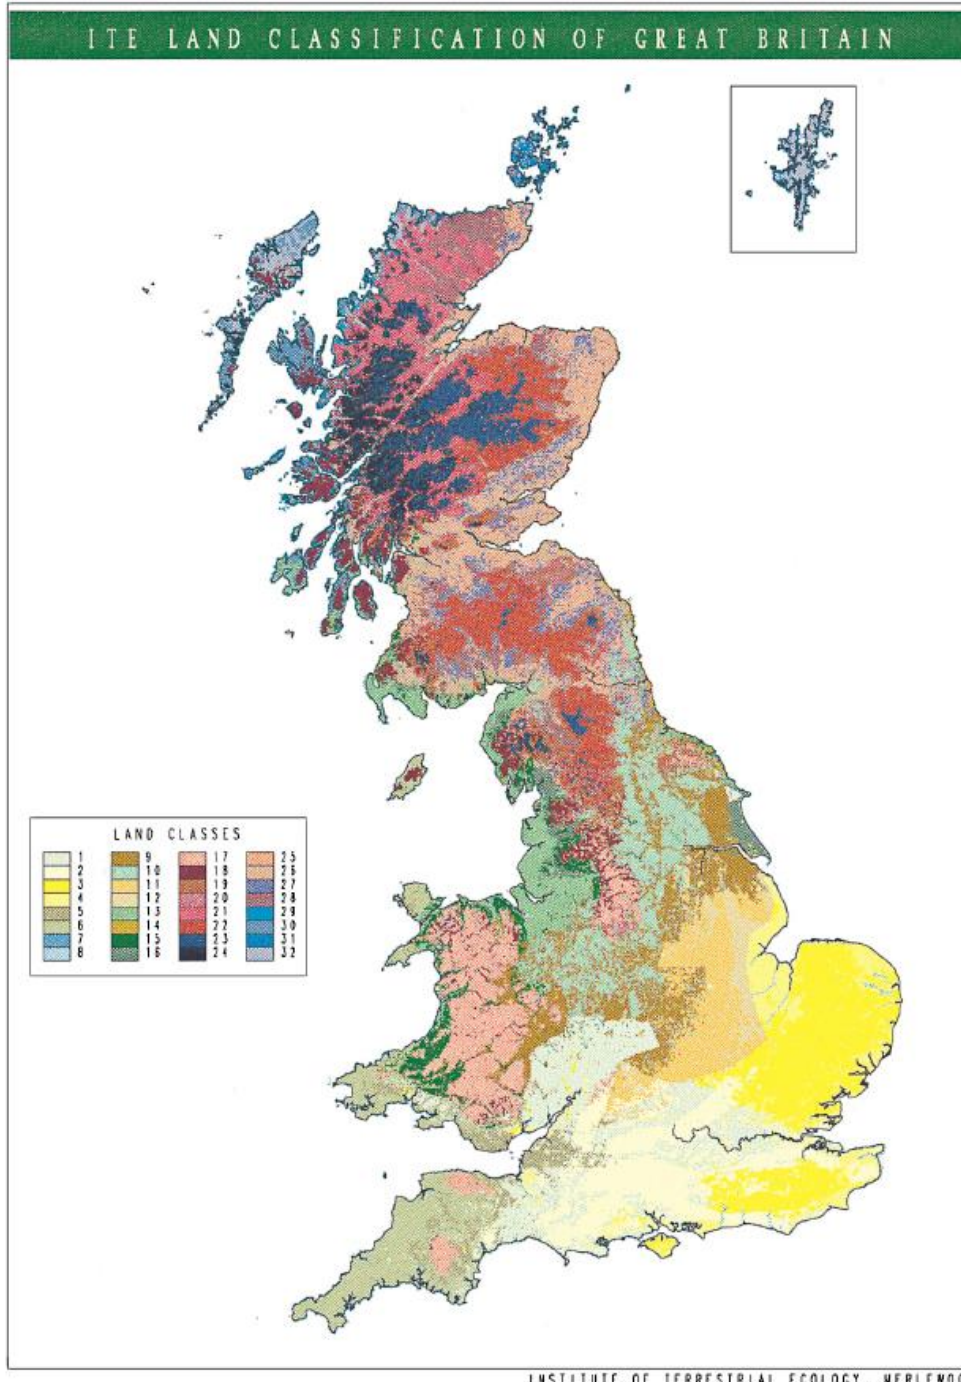 ITE LAND CLASSIFICATION OF GREAT BRITAIN
LAND CLASSES
1 9 17 25
2 10 18 26
3 11 19 27
4 12 20 28
5 13 21 29
6 14 22 30
7 15 23 31
8 16 24 32
INSTITUTE OF TERRESTRIAL ECOLOGY, MERLEWOO